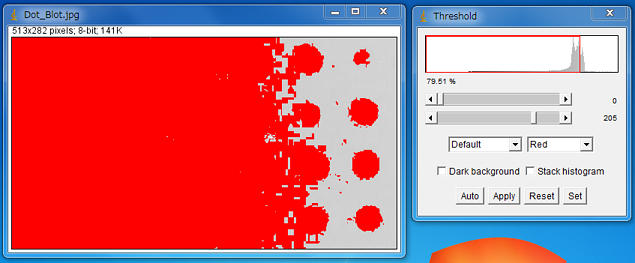 Dot_Blot.jpg
513x282 pixels; 8-bit; 141K
Threshold
79.51 %
0
205
Default Red
Dark background Stack histogram
Auto Apply Reset Set